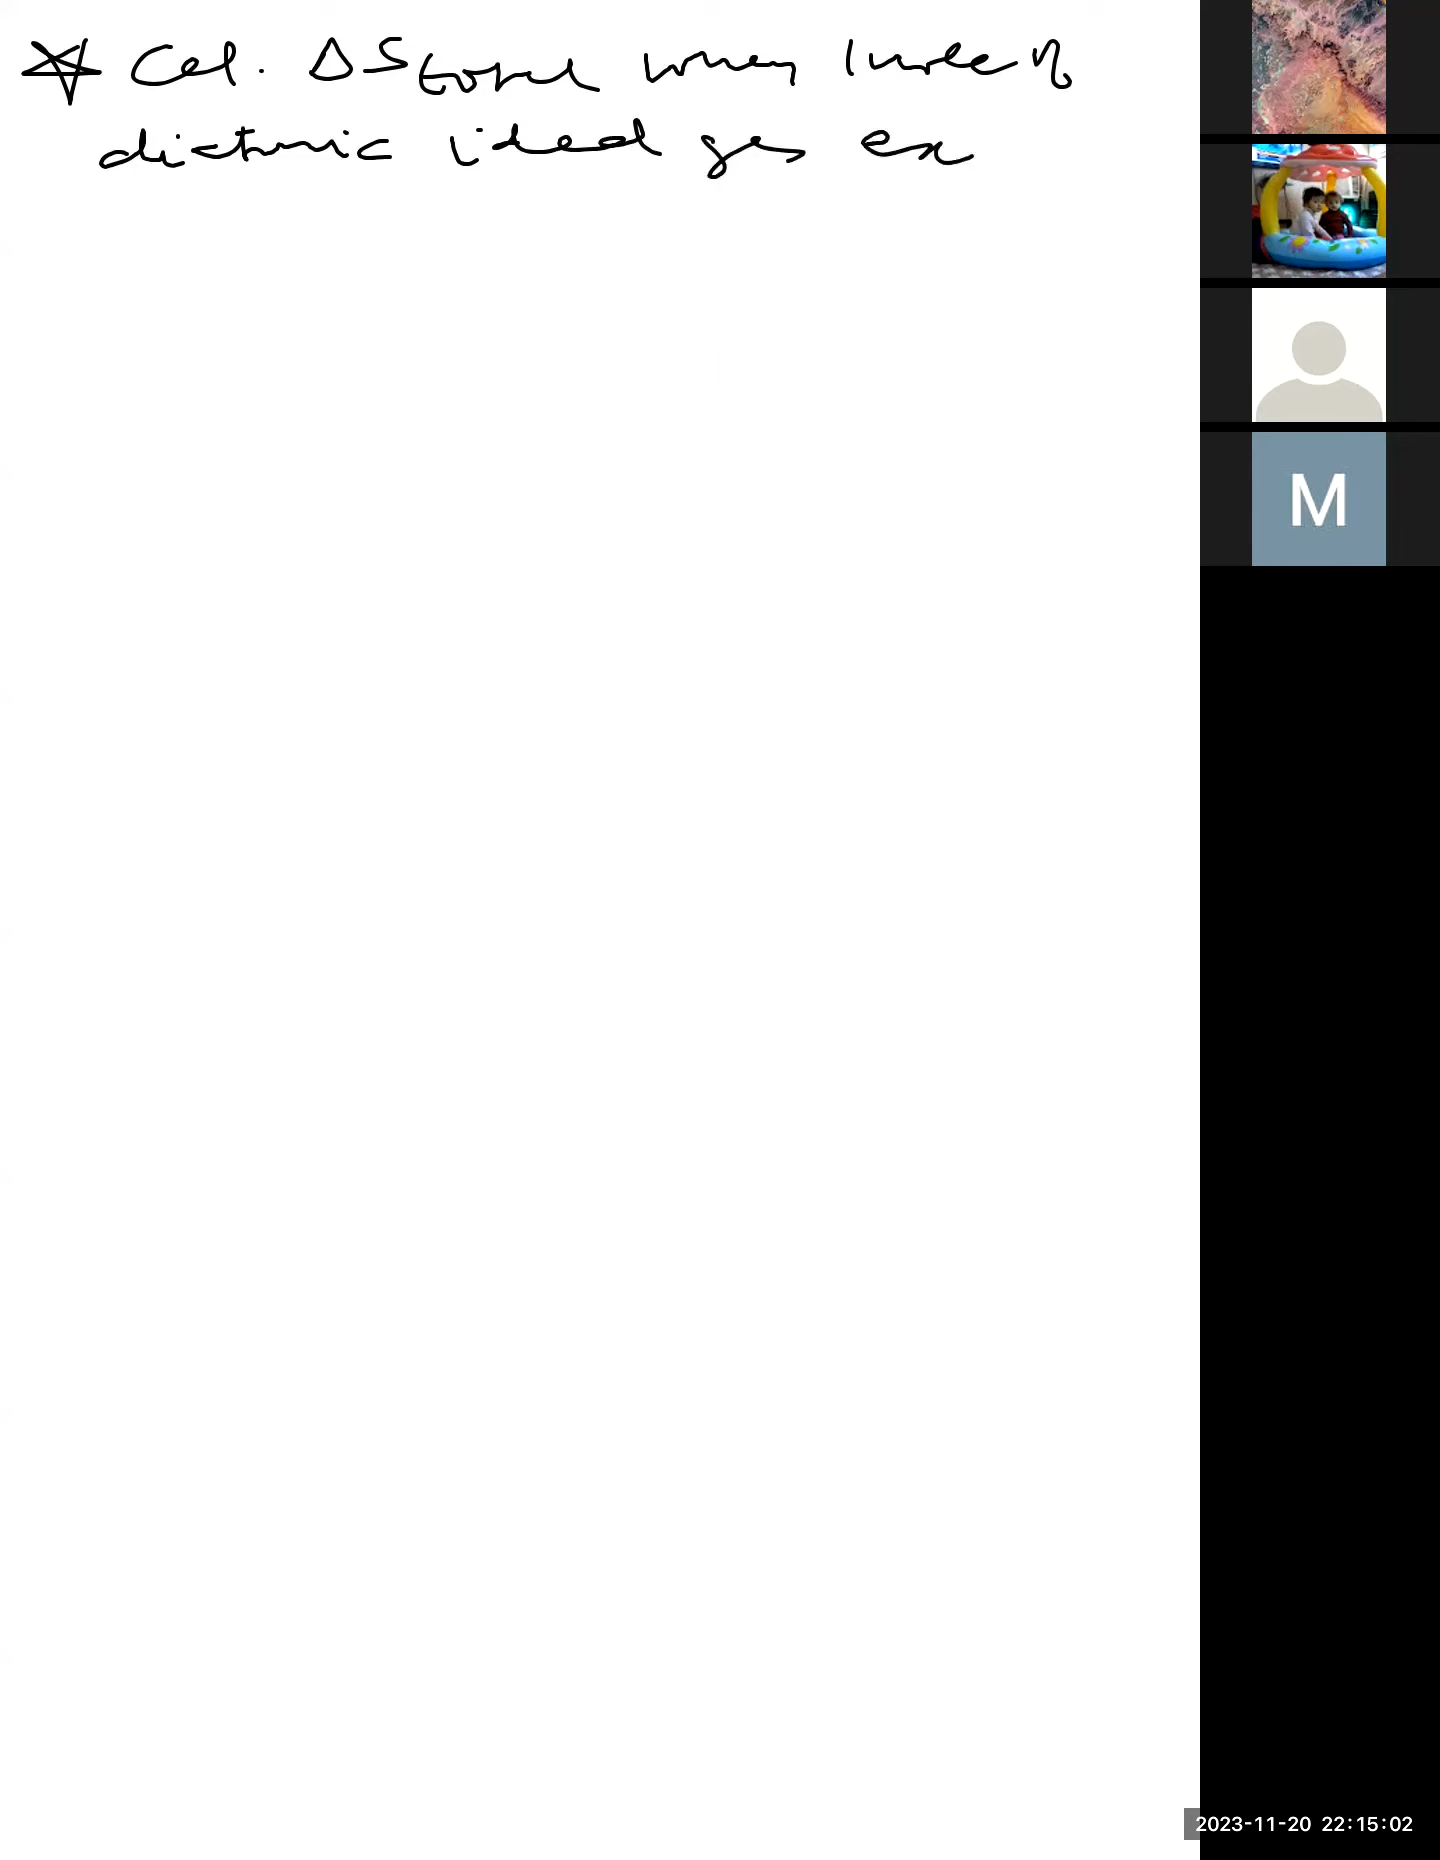 ☆ Cal. ΔS total when 1 mole of
diatomic ideal gas ex
M
2023-11-20 22:15:02